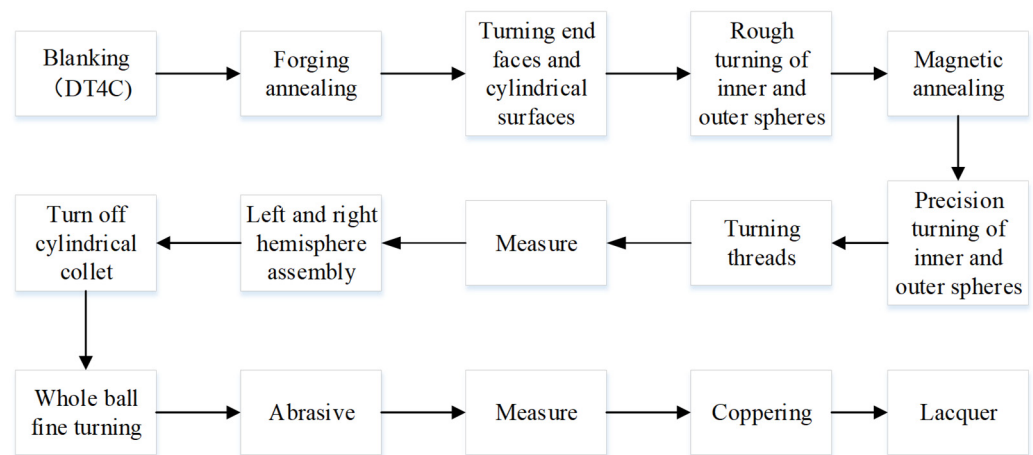 Blanking
（DT4C)
Forging
annealing
Turning end
faces and
cylindrical
surfaces
Rough
turning of
inner and
outer spheres
Magnetic
annealing
Precision
turning of
inner and
outer spheres
Turning
threads
Measure
Left and right
hemisphere
assembly
Turn off
cylindrical
collet
Whole ball
fine turning
Abrasive
Measure
Coppering
Lacquer